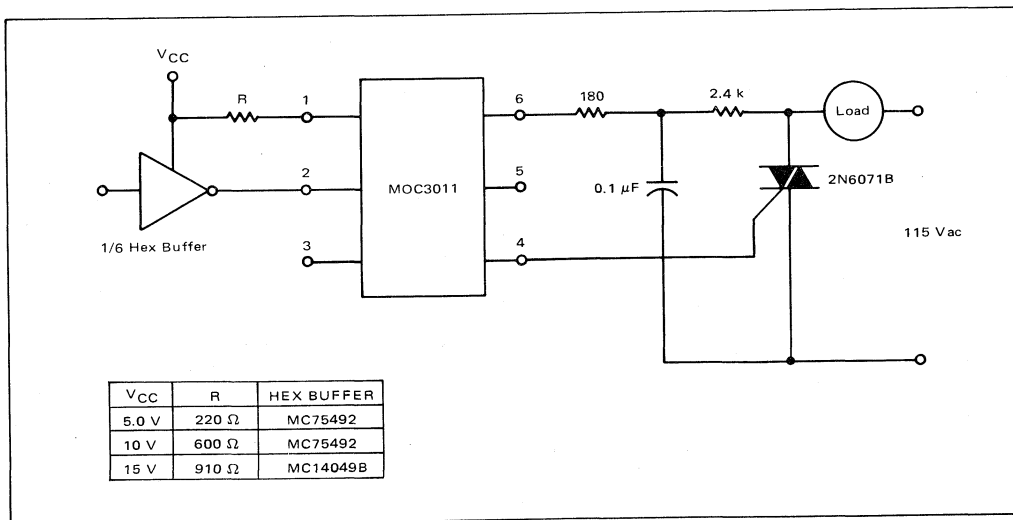 VCC
R
1
6
180
2.4 k
Load
2
MOC3011
5
0.1 μF
2N6071B
1/6 Hex Buffer
3
4
115 Vac
VCC R HEX BUFFER
5.0 V 220 Ω MC75492
10 V 600 Ω MC75492
15 V 910 Ω MC14049B